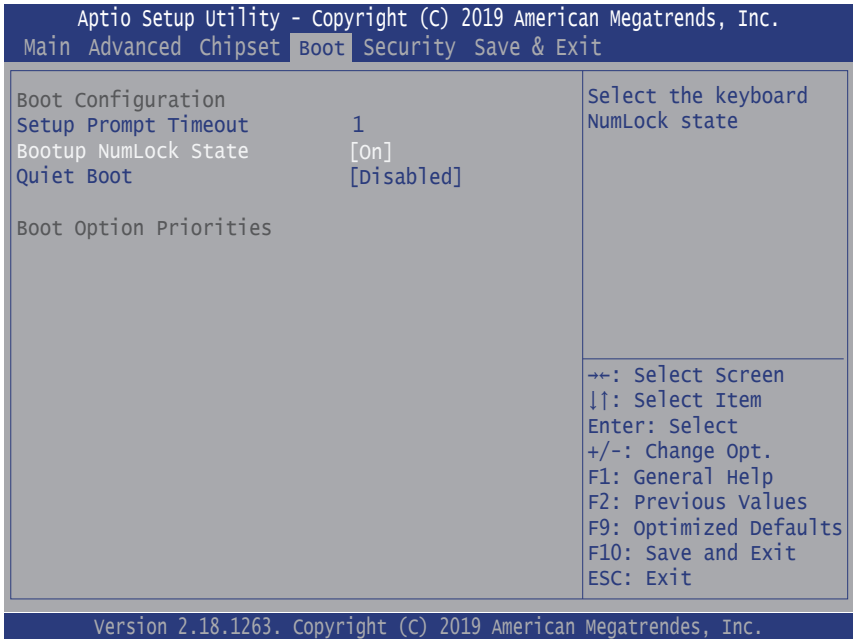 Aptio Setup Utility - Copyright (C) 2019 American Megatrends, Inc.
Main Advanced Chipset Boot Security Save & Exit
Boot Configuration
Setup Prompt Timeout 1
Bootup NumLock State [On]
Quiet Boot [Disabled]
Boot Option Priorities
Select the keyboard
NumLock state
→←: Select Screen
↓↑: Select Item
Enter: Select
+/-: Change Opt.
F1: General Help
F2: Previous Values
F9: Optimized Defaults
F10: Save and Exit
ESC: Exit
Version 2.18.1263. Copyright (C) 2019 American Megatrendes, Inc.